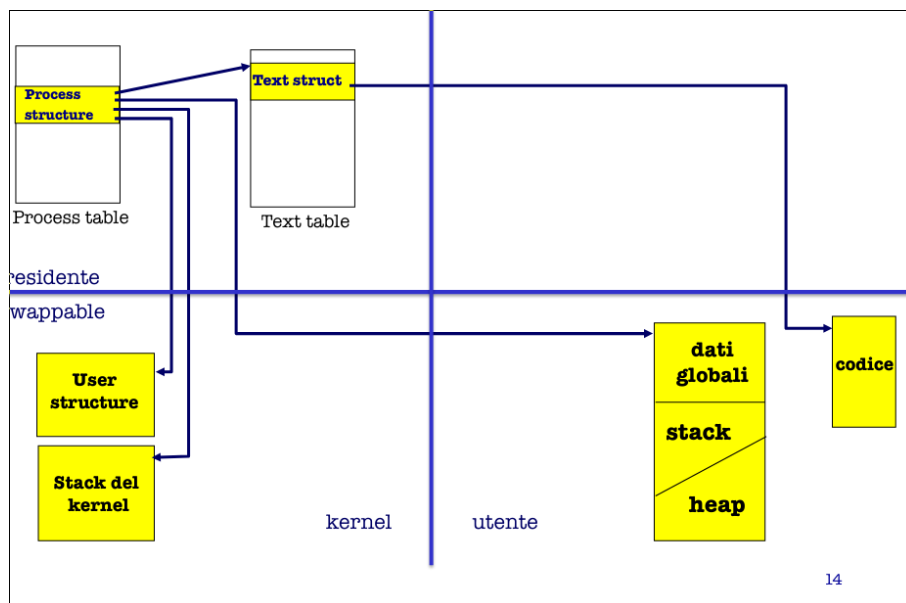 Process
structure
Text struct
Process table
Text table
residente
wappable
User
structure
Stack del
kernel
dati
globali
stack
heap
codice
kernel
utente
14